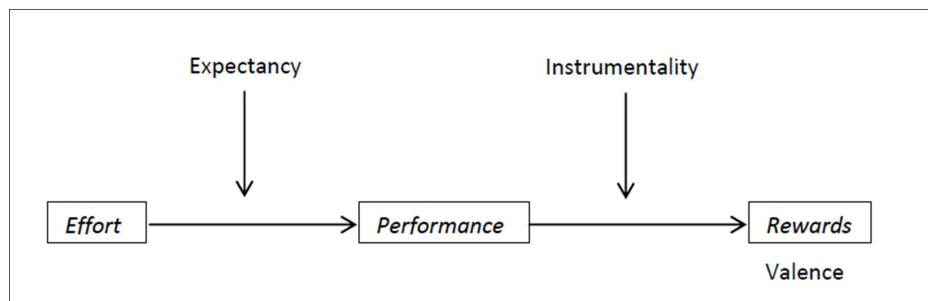 Expectancy
Instrumentality
Effort
Performance
Rewards
Valence